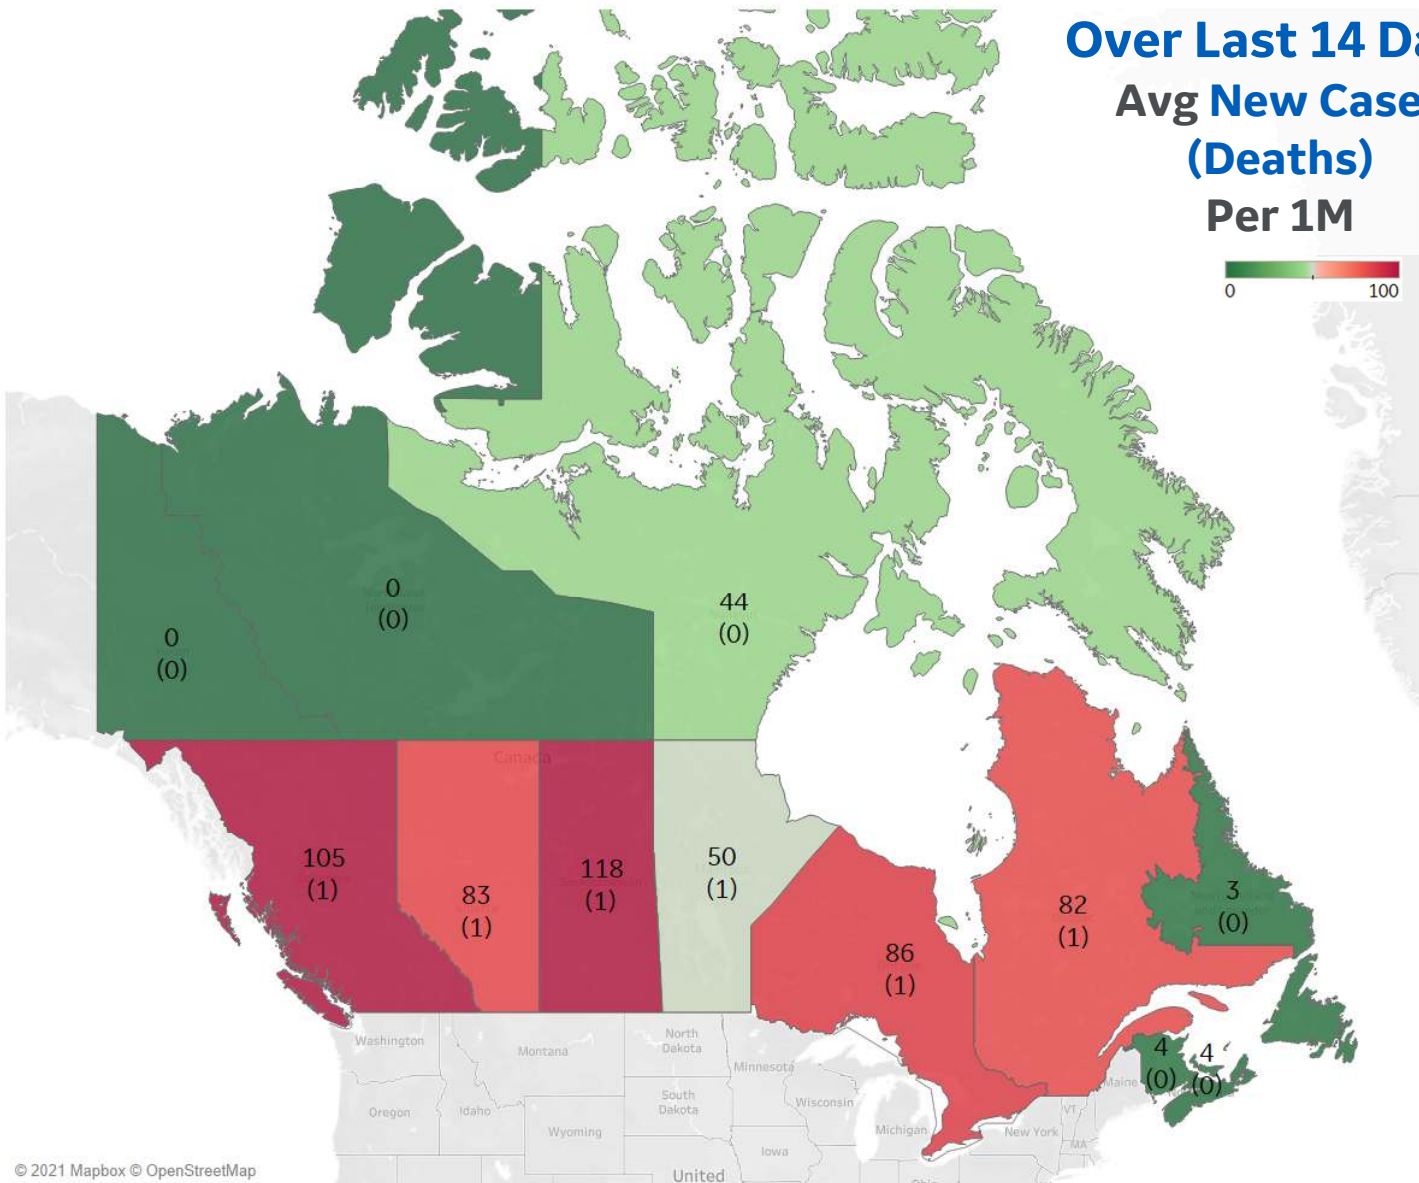 Over Last 14 Da
Avg New Case
(Deaths)
Per 1M
0
100
0
(0)
44
(0)
0
(0)
Canada
105
(1)
83
(1)
118
(1)
50
(1)
86
(1)
82
(1)
3
(0)
4
(0)
4
(0)
Washington
Montana
North
Dakota
Minnesota
Maine
Oregon
Idaho
South
Dakota
Wisconsin
Wyoming
Michigan
New York
VT
MA
Iowa
United
© 2021 Mapbox © OpenStreetMap